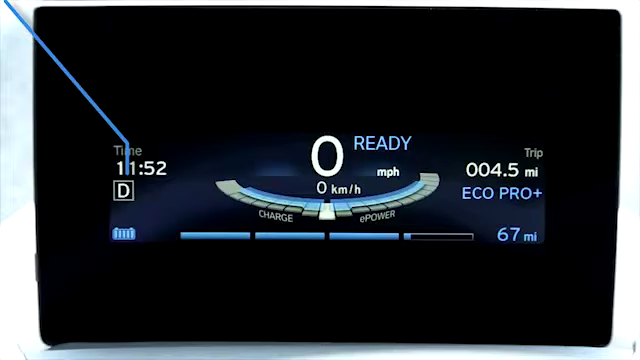 Time
11:52
D
0 READY
mph
0 km/h
CHARGE
ePOWER
Trip
004.5 mi
ECO PRO+
67 mi